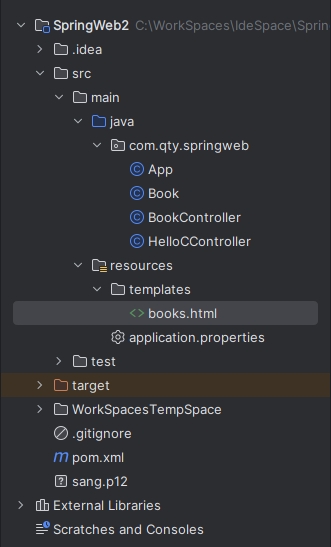 SpringWeb2 C:\WorkSpaces\IdeSpace\Sprin
.idea
src
main
java
com.qty.springweb
C App
C Book
C BookController
C HelloCController
resources
templates
<> books.html
application.properties
test
target
WorkSpacesTempSpace
.gitignore
m pom.xml
? sang.p12
External Libraries
Scratches and Consoles